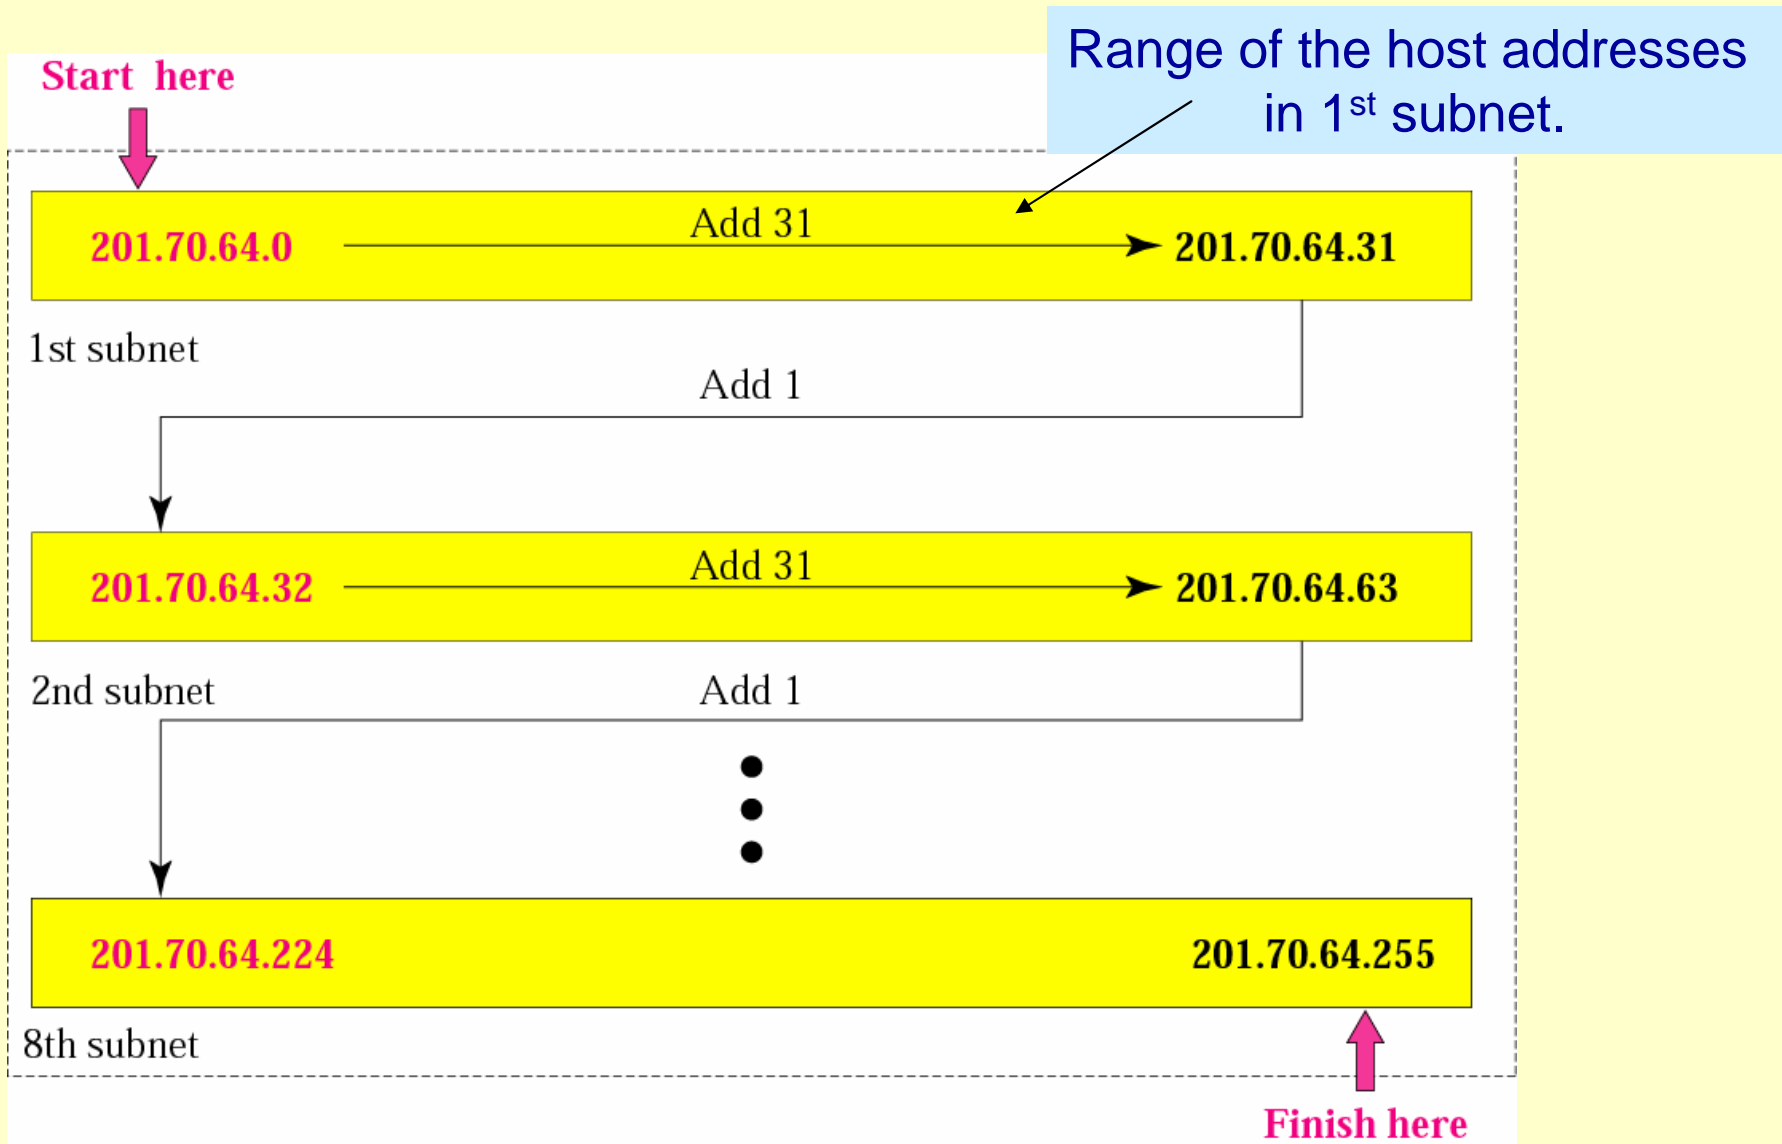 Range of the host addresses
in 1st subnet.
Start here
201.70.64.0
Add 31
201.70.64.31
1st subnet
Add 1
201.70.64.32
Add 31
201.70.64.63
2nd subnet
Add 1
201.70.64.224
201.70.64.255
8th subnet
Finish here